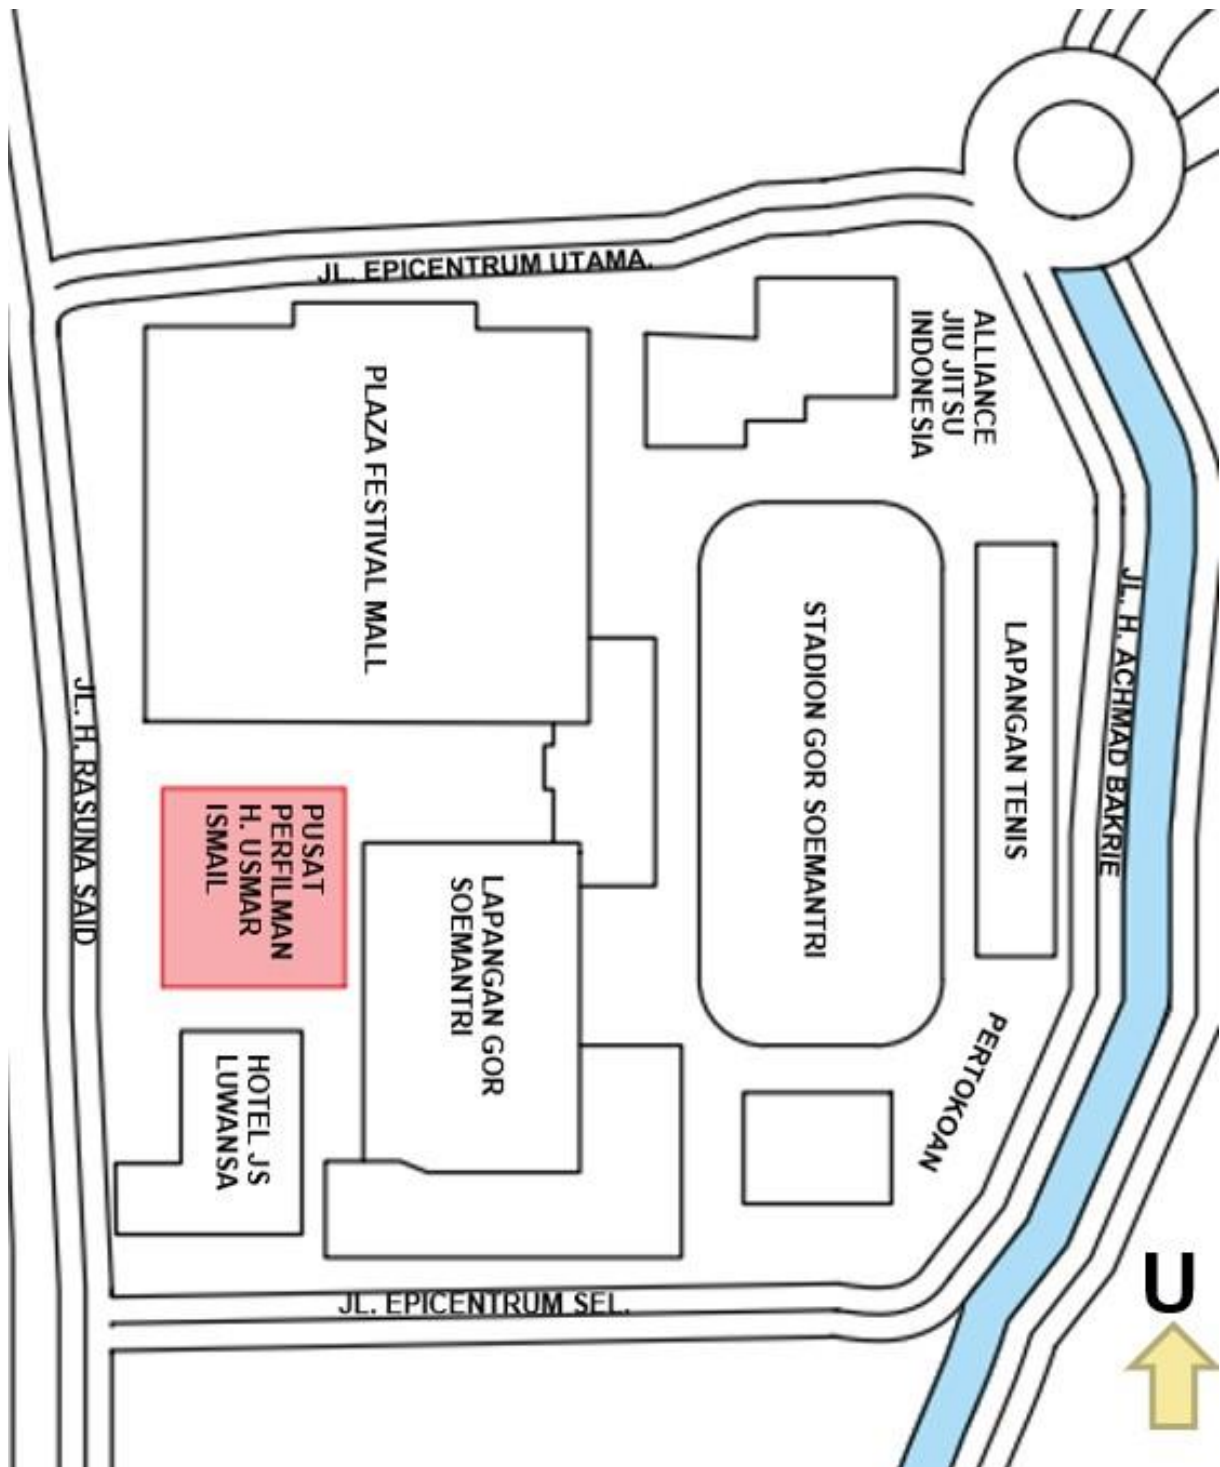 JL. EPICENTRUM UTAMA.
ALLIANCE
JIU JITSU
INDONESIA
PLAZA FESTIVAL MALL
STADION GOR SOEMANTRI
LAPANGAN TENIS
JL. H. ACHMAD BAKRIE
JL. H. RASUNA SAID
PUSAT
PERFILMAN
H. USMAR
ISMAIL
LAPANGAN GOR
SOEMANTRI
PERTOKOAN
HOTEL JS
LUWANSA
JL. EPICENTRUM SEL.
U